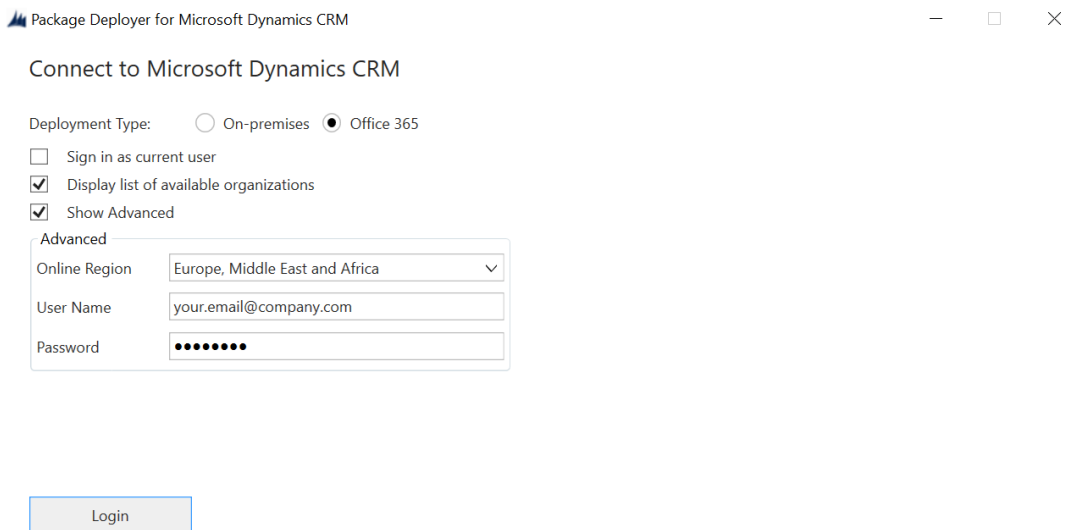 Package Deployer for Microsoft Dynamics CRM
Connect to Microsoft Dynamics CRM
Deployment Type: On-premises Office 365
Sign in as current user
Display list of available organizations
Show Advanced
Advanced
Online Region Europe, Middle East and Africa
User Name your.email@company.com
Password ●●●●●●●●
Login